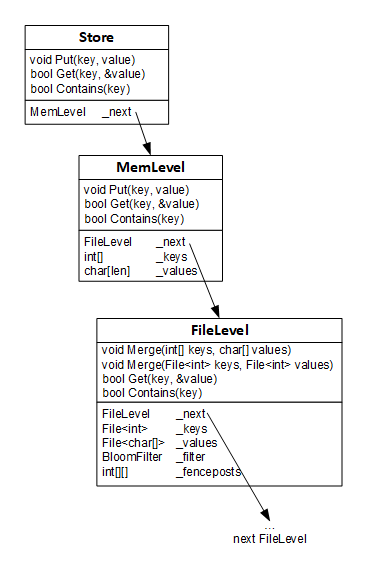 Store
void Put(key, value)
bool Get(key, &value)
bool Contains(key)
MemLevel _next
MemLevel
void Put(key, value)
bool Get(key, &value)
bool Contains(key)
FileLevel _next
int[] _keys
char[len] _values
FileLevel
void Merge(int[] keys, char[] values)
void Merge(File<int> keys, File<int> values)
bool Get(key, &value)
bool Contains(key)
FileLevel _next
File<int> _keys
File<char[]> _values
BloomFilter _filter
int[][] _fenceposts
...
next FileLevel